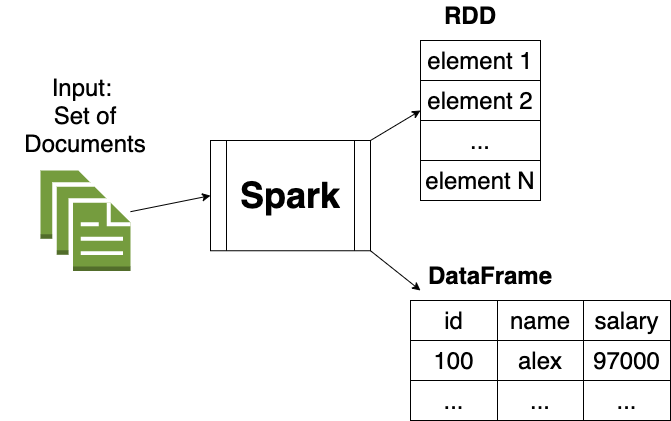 Input:
Set of
Documents
Spark
RDD
element 1
element 2
...
element N
DataFrame
id name salary
100 alex 97000
... ... ...